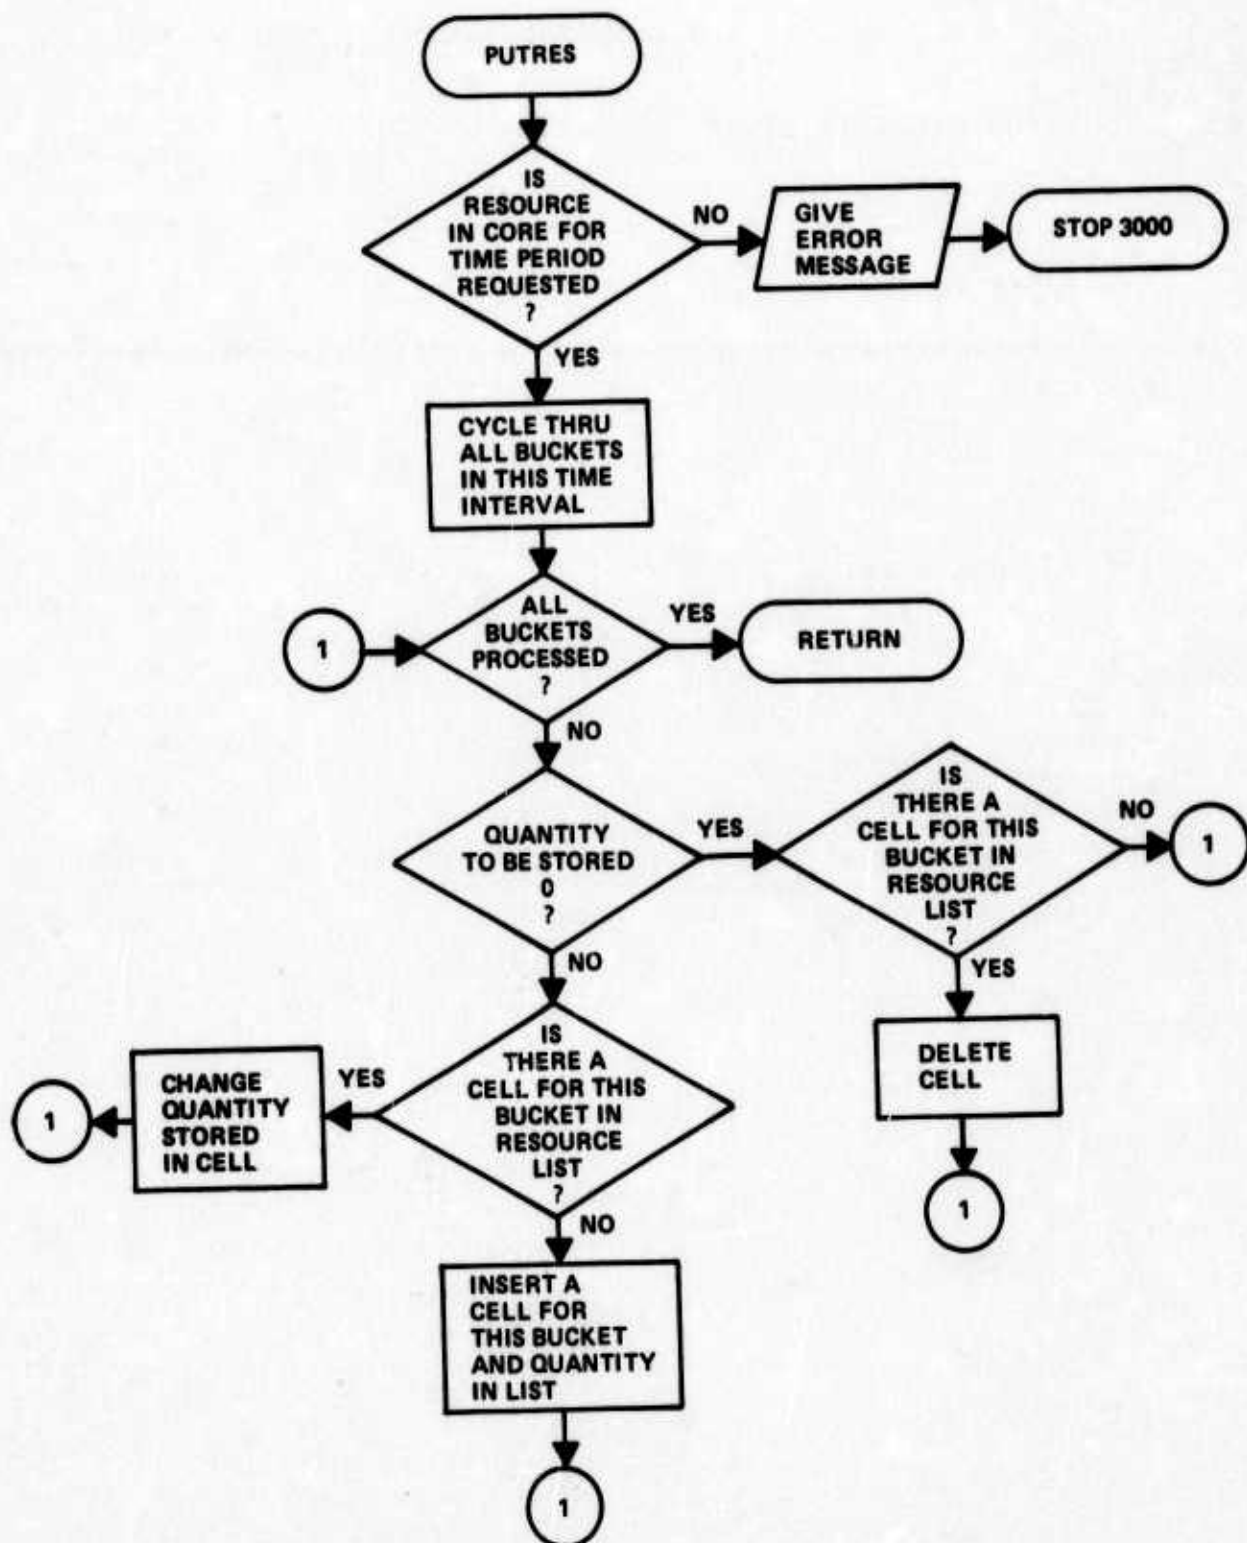 PUTRES
IS
RESOURCE
IN CORE FOR
TIME PERIOD
REQUESTED
?
NO
GIVE
ERROR
MESSAGE
STOP 3000
YES
CYCLE THRU
ALL BUCKETS
IN THIS TIME
INTERVAL
1
ALL
BUCKETS
PROCESSED
?
YES
RETURN
NO
QUANTITY
TO BE STORED
0
?
YES
IS
THERE A
CELL FOR THIS
BUCKET IN
RESOURCE
LIST
?
NO
1
YES
DELETE
CELL
1
NO
IS
THERE A
CELL FOR THIS
BUCKET IN
RESOURCE
LIST
?
YES
CHANGE
QUANTITY
STORED
IN CELL
1
NO
INSERT A
CELL FOR
THIS BUCKET
AND QUANTITY
IN LIST
1